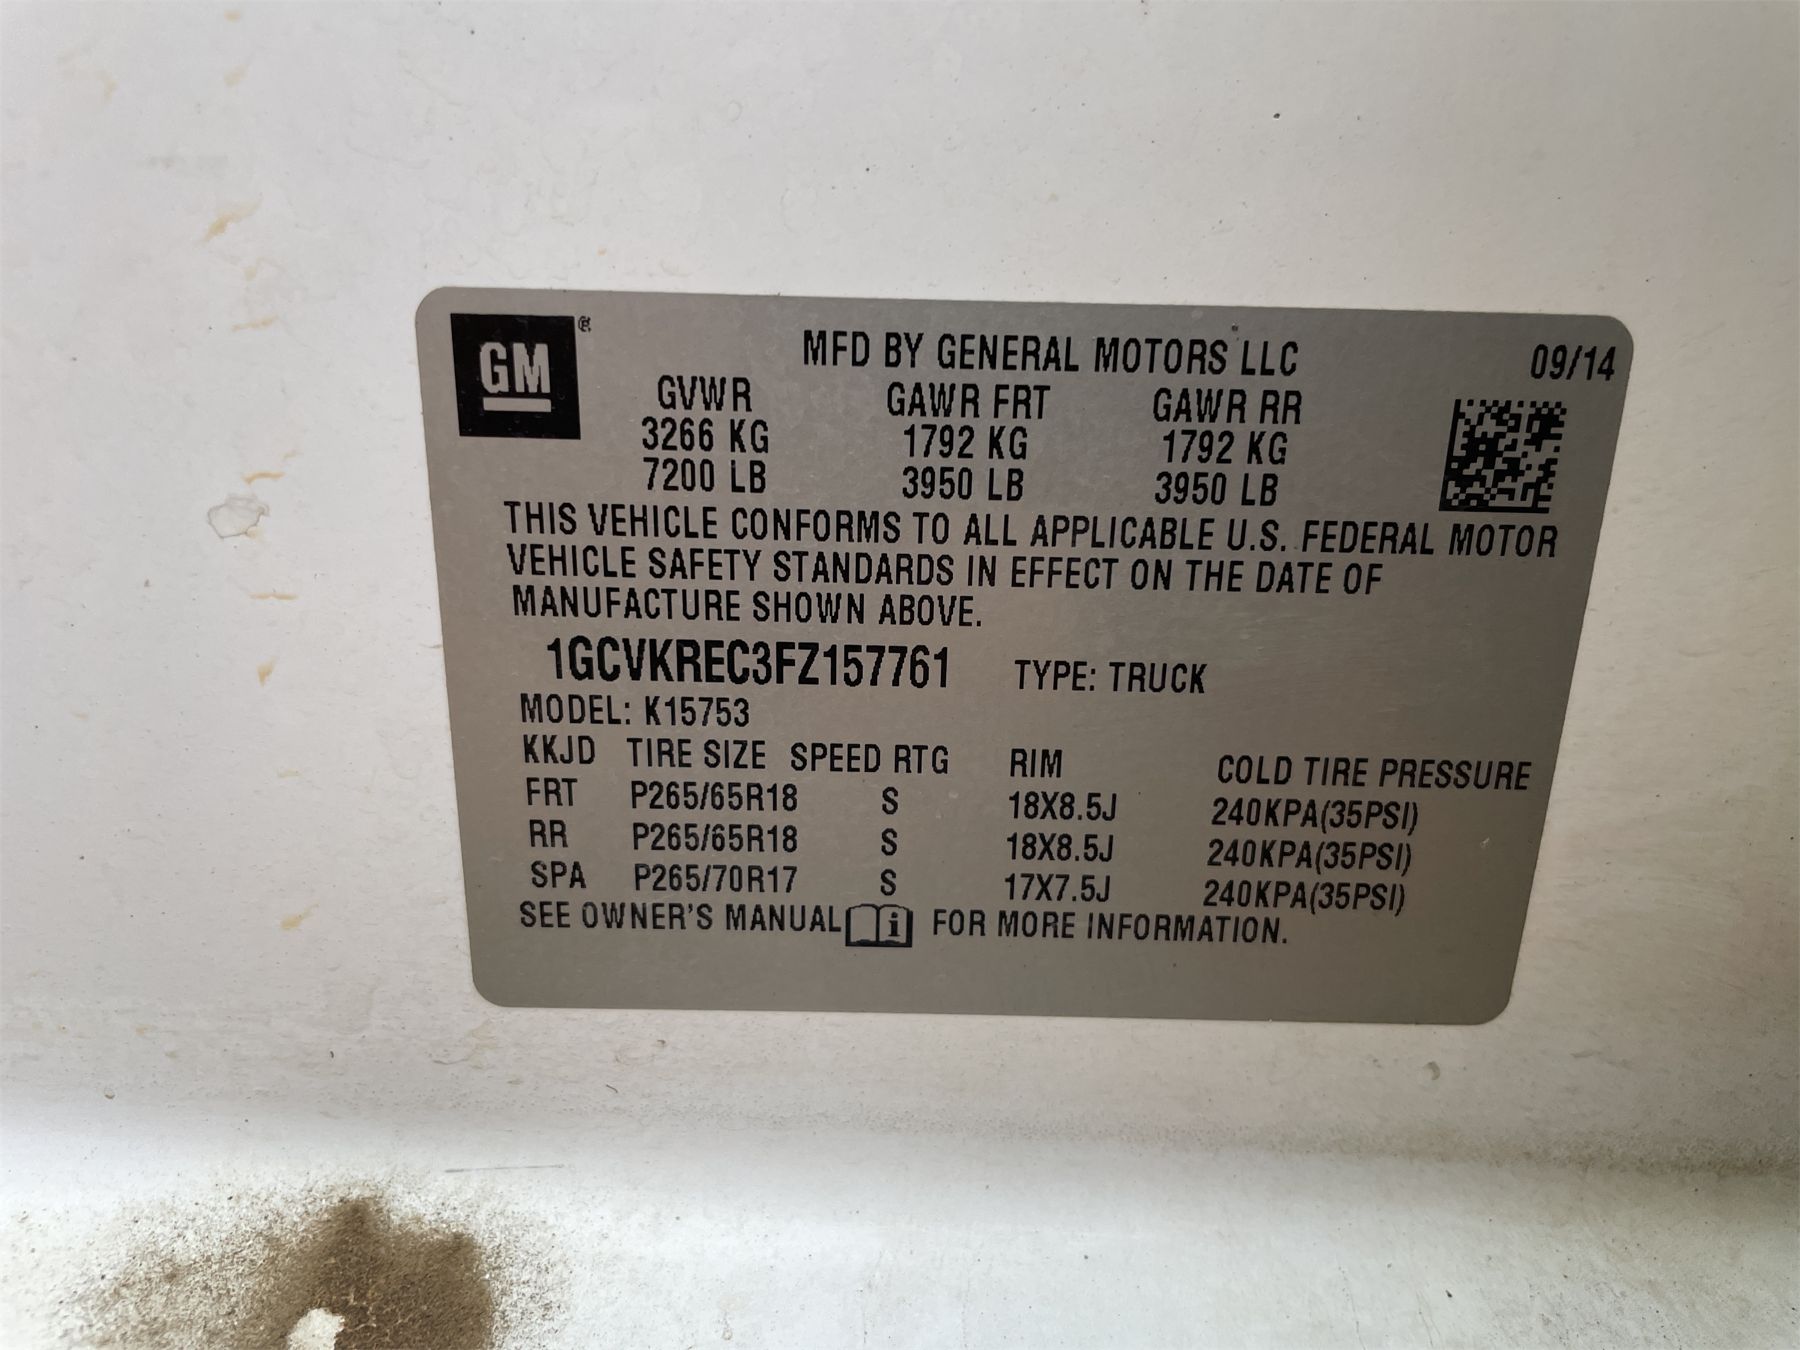 GM®
MFD BY GENERAL MOTORS LLC 09/14
GVWR GAWR FRT GAWR RR
3266 KG 1792 KG 1792 KG
7200 LB 3950 LB 3950 LB
THIS VEHICLE CONFORMS TO ALL APPLICABLE U.S. FEDERAL MOTOR
VEHICLE SAFETY STANDARDS IN EFFECT ON THE DATE OF
MANUFACTURE SHOWN ABOVE.
1GCVKREC3FZ157761 TYPE: TRUCK
MODEL: K15753
KKJD TIRE SIZE SPEED RTG RIM COLD TIRE PRESSURE
FRT P265/65R18 S 18X8.5J 240KPA(35PSI)
RR P265/65R18 S 18X8.5J 240KPA(35PSI)
SPA P265/70R17 S 17X7.5J 240KPA(35PSI)
SEE OWNER'S MANUAL i FOR MORE INFORMATION.